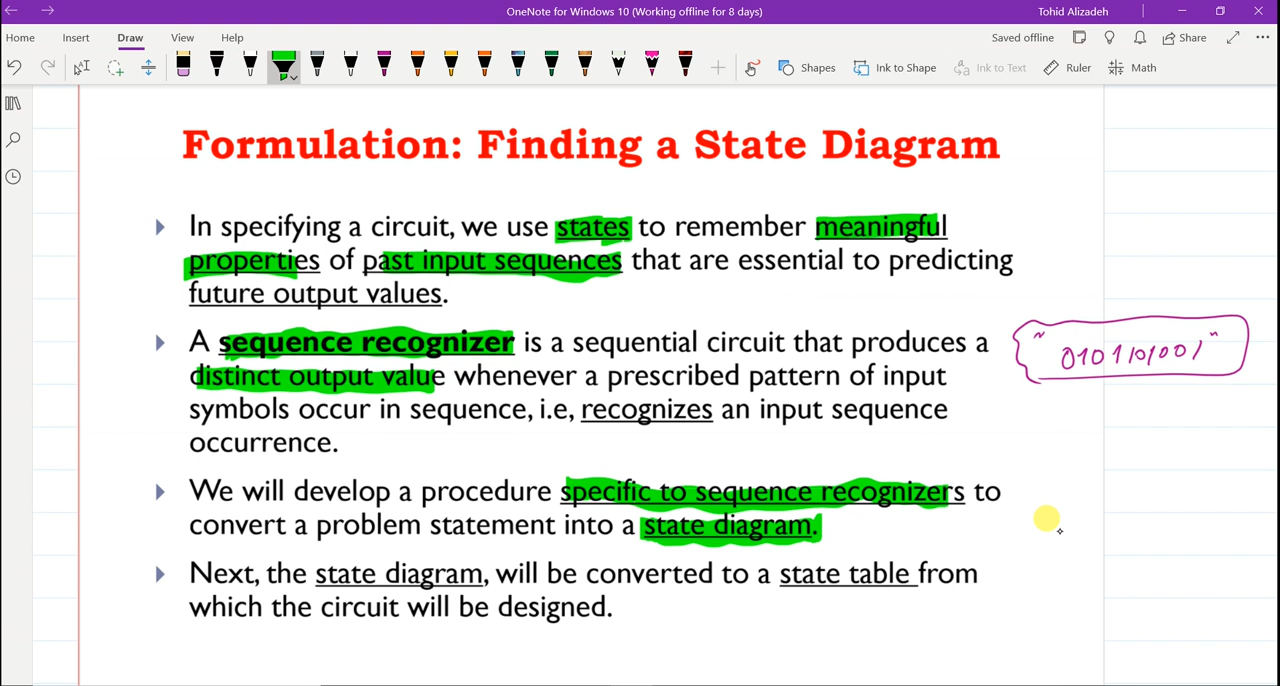 OneNote for Windows 10 (Working offline for 8 days)
Tohid Alizadeh
Home Insert Draw View Help
Saved offline
Share
Shapes
Ink to Shape
Ink to Text
Ruler
Math
Formulation: Finding a State Diagram
In specifying a circuit, we use states to remember meaningful
properties of past input sequences that are essential to predicting
future output values.
A sequence recognizer is a sequential circuit that produces a
distinct output value whenever a prescribed pattern of input
symbols occur in sequence, i.e, recognizes an input sequence
occurrence.
"0101101001"
We will develop a procedure specific to sequence recognizers to
convert a problem statement into a state diagram.
Next, the state diagram, will be converted to a state table from
which the circuit will be designed.